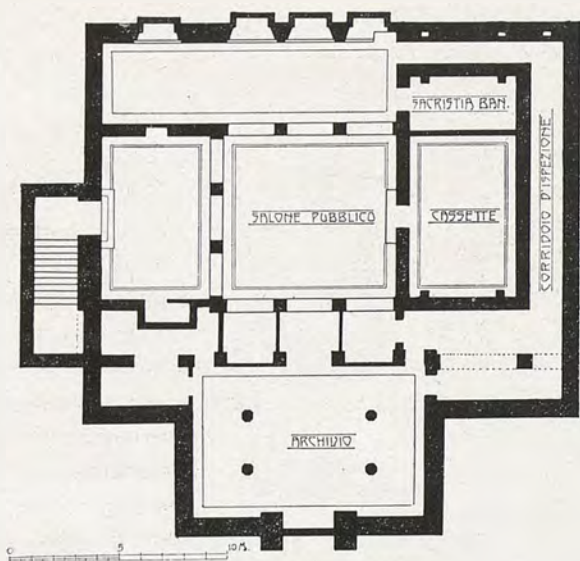 SACRISTIA BAN.
SALONE PUBBLICO
CASSETTE
CORRIDOIO D'ISPEZIONE
ARCHIVIO
0 5 10 M.